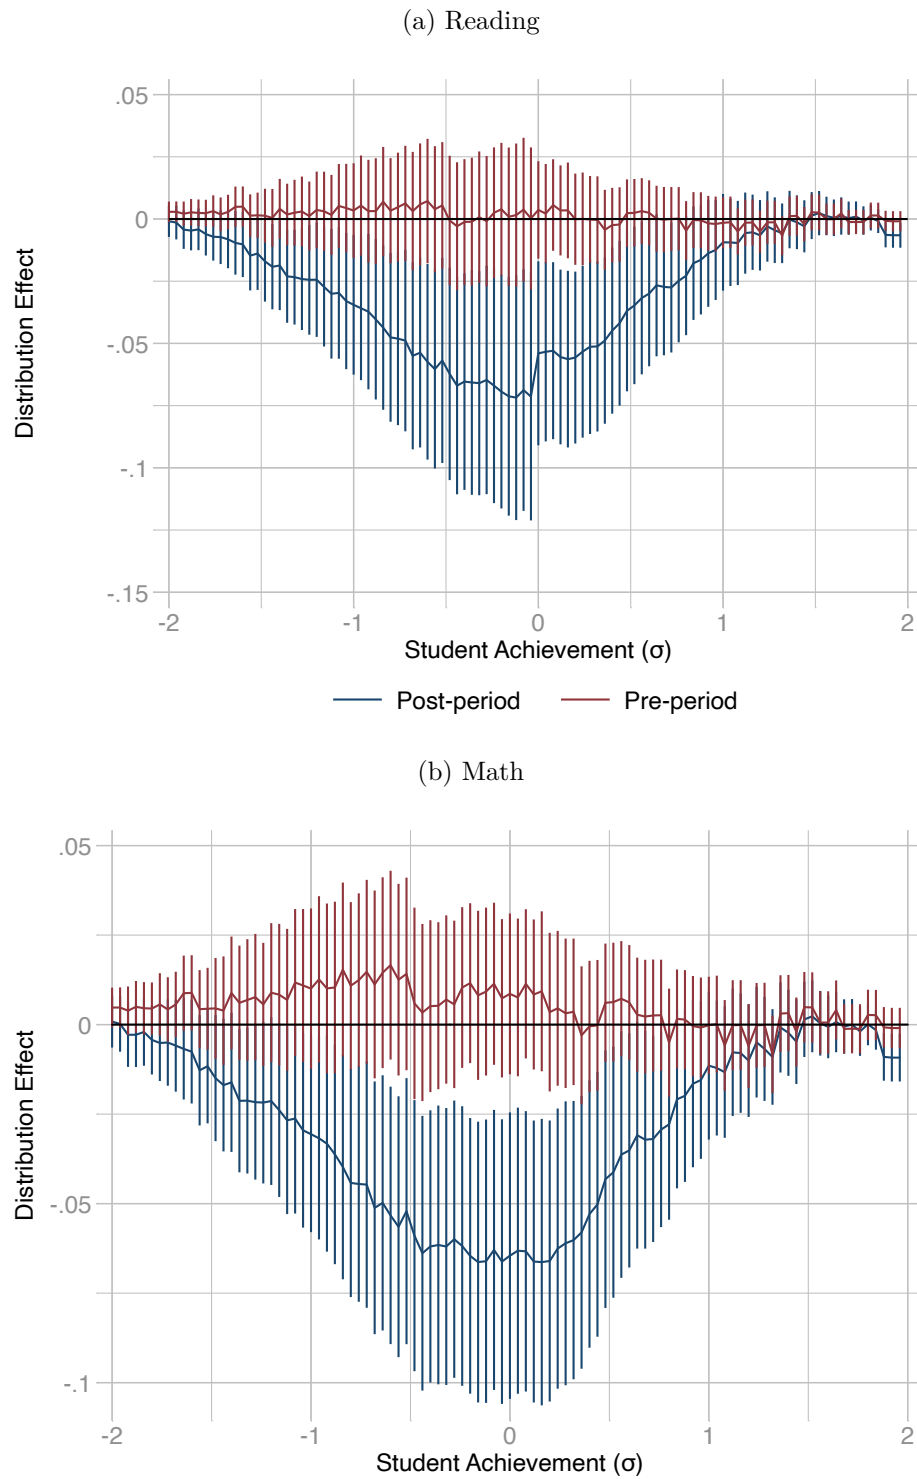 (a) Reading
.05
0
-.05
-.1
-.15
Distribution Effect
-2 -1 0 1 2
Student Achievement (σ)
Post-period Pre-period
(b) Math
.05
0
-.05
-.1
Distribution Effect
-2 -1 0 1 2
Student Achievement (σ)